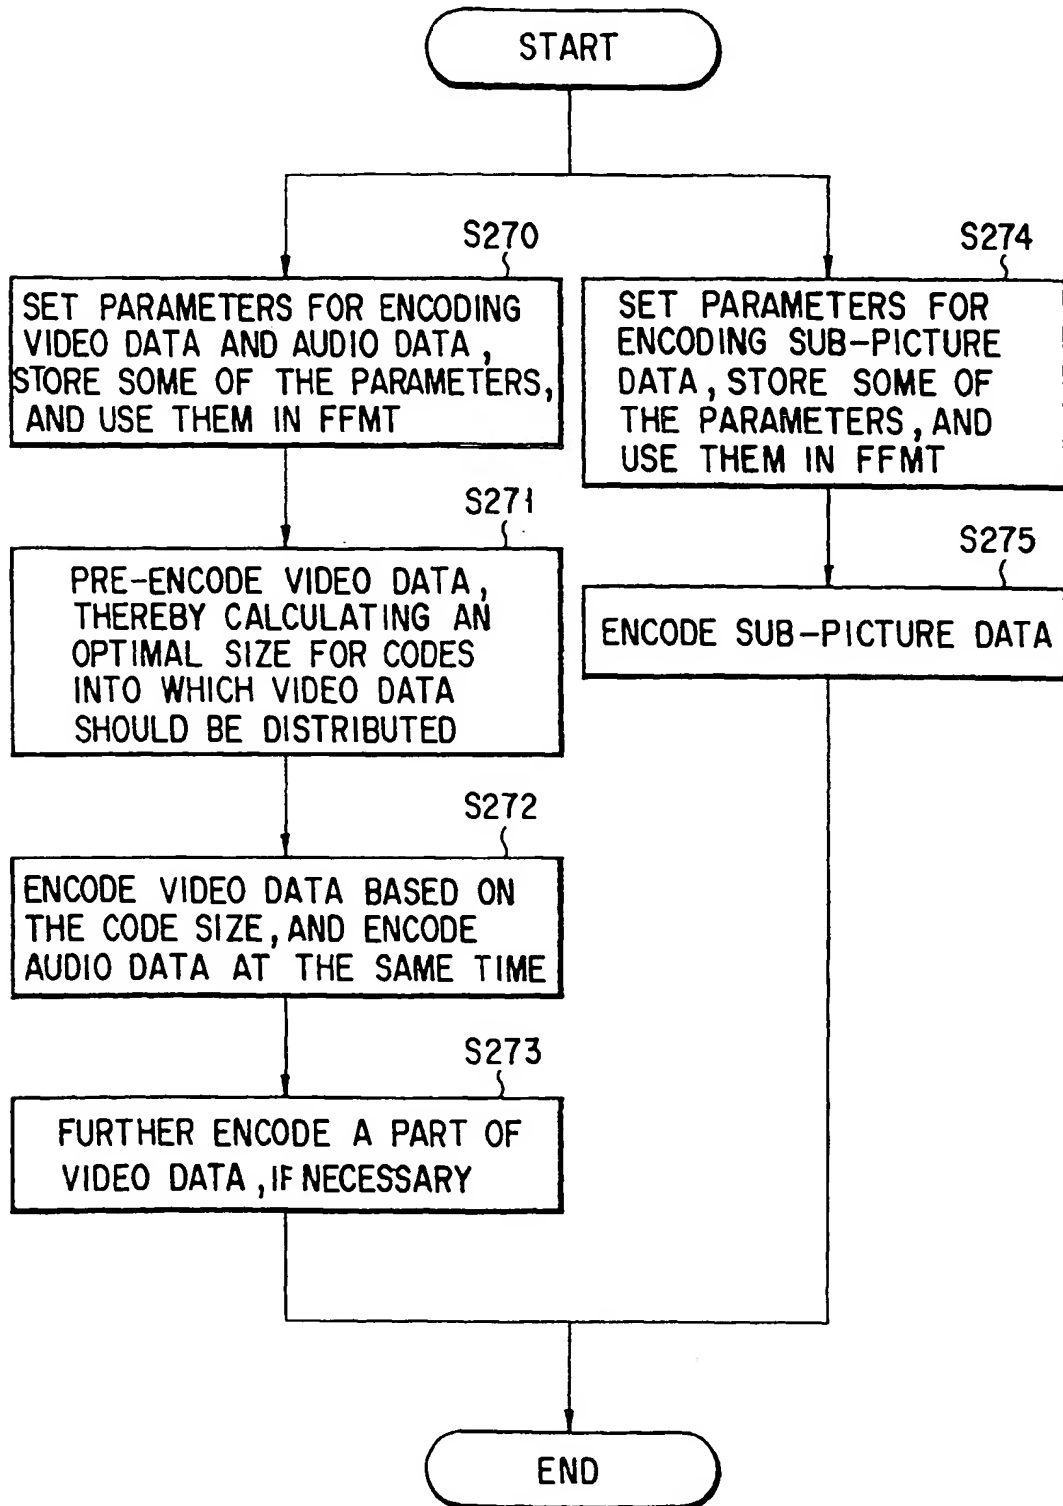 START
S270
SET PARAMETERS FOR ENCODING
VIDEO DATA AND AUDIO DATA,
STORE SOME OF THE PARAMETERS,
AND USE THEM IN FFMT
S271
PRE-ENCODE VIDEO DATA,
THEREBY CALCULATING AN
OPTIMAL SIZE FOR CODES
INTO WHICH VIDEO DATA
SHOULD BE DISTRIBUTED
S272
ENCODE VIDEO DATA BASED ON
THE CODE SIZE, AND ENCODE
AUDIO DATA AT THE SAME TIME
S273
FURTHER ENCODE A PART OF
VIDEO DATA, IF NECESSARY
S274
SET PARAMETERS FOR
ENCODING SUB-PICTURE
DATA, STORE SOME OF
THE PARAMETERS, AND
USE THEM IN FFMT
S275
ENCODE SUB-PICTURE DATA
END